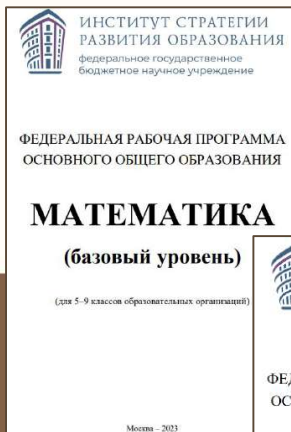 ИНСТИТУТ СТРАТЕГИИ
РАЗВИТИЯ ОБРАЗОВАНИЯ
федеральное государственное
бюджетное научное учреждение
ФЕДЕРАЛЬНАЯ РАБОЧАЯ ПРОГРАММА
ОСНОВНОГО ОБЩЕГО ОБРАЗОВАНИЯ
МАТЕМАТИКА
(базовый уровень)
(для 5–9 классов образовательных организаций)
Москва – 2023
ФЕД
ОС